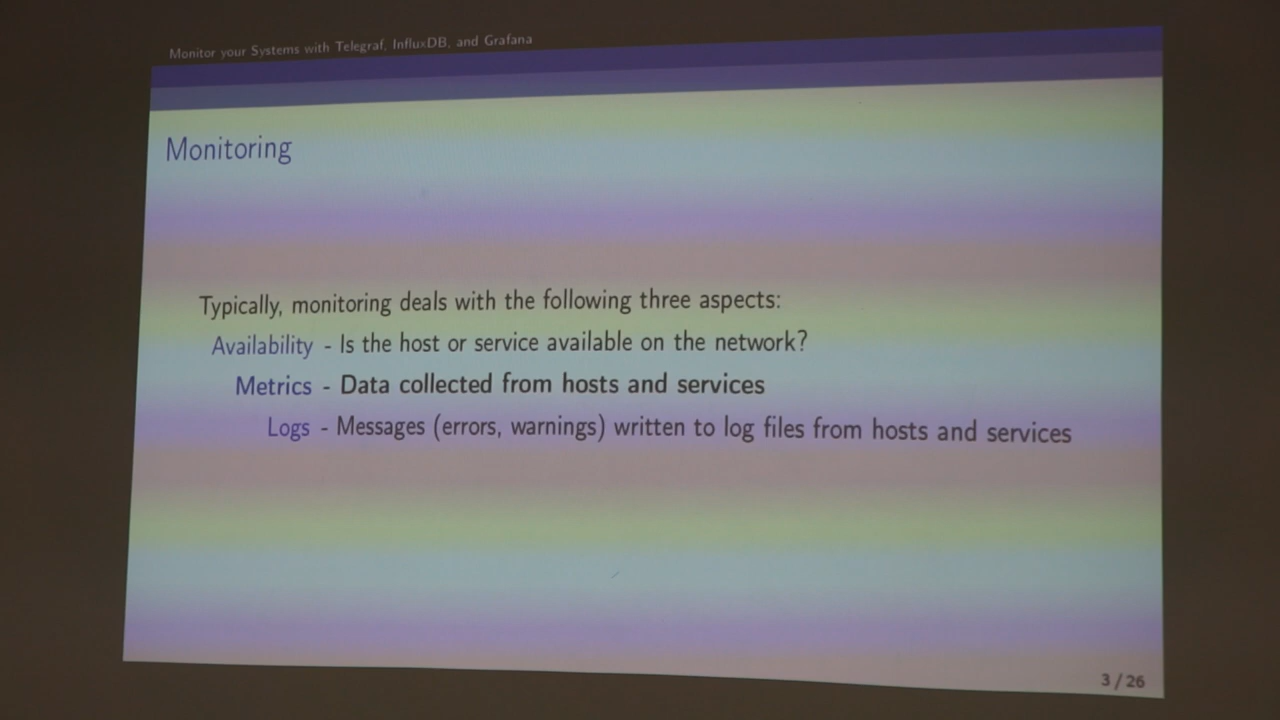 Monitor your Systems with Telegraf, InfluxDB, and Grafana
Monitoring
Typically, monitoring deals with the following three aspects:
Availability - Is the host or service available on the network?
Metrics - Data collected from hosts and services
Logs - Messages (errors, warnings) written to log files from hosts and services
3 / 26